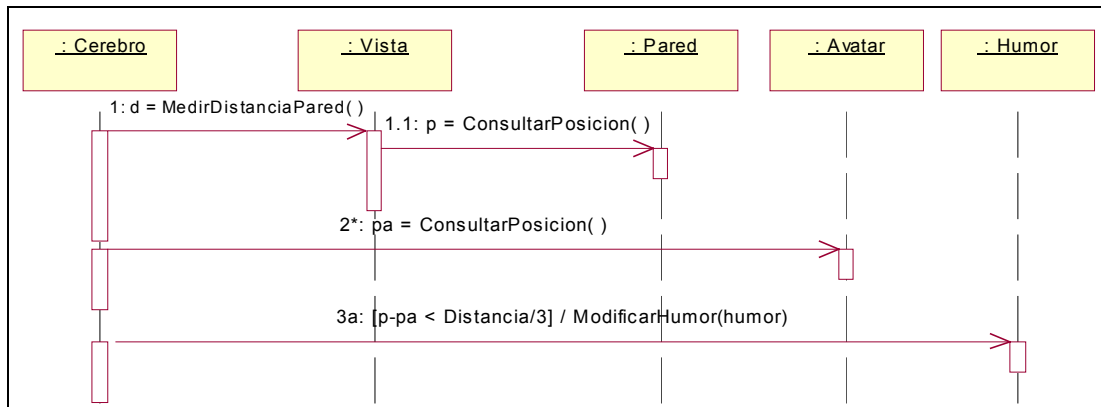 : Cerebro
: Vista
: Pared
: Avatar
: Humor
1: d = MedirDistanciaPared( )
1.1: p = ConsultarPosicion( )
2*: pa = ConsultarPosicion( )
3a: [p-pa < Distancia/3] / ModificarHumor(humor)